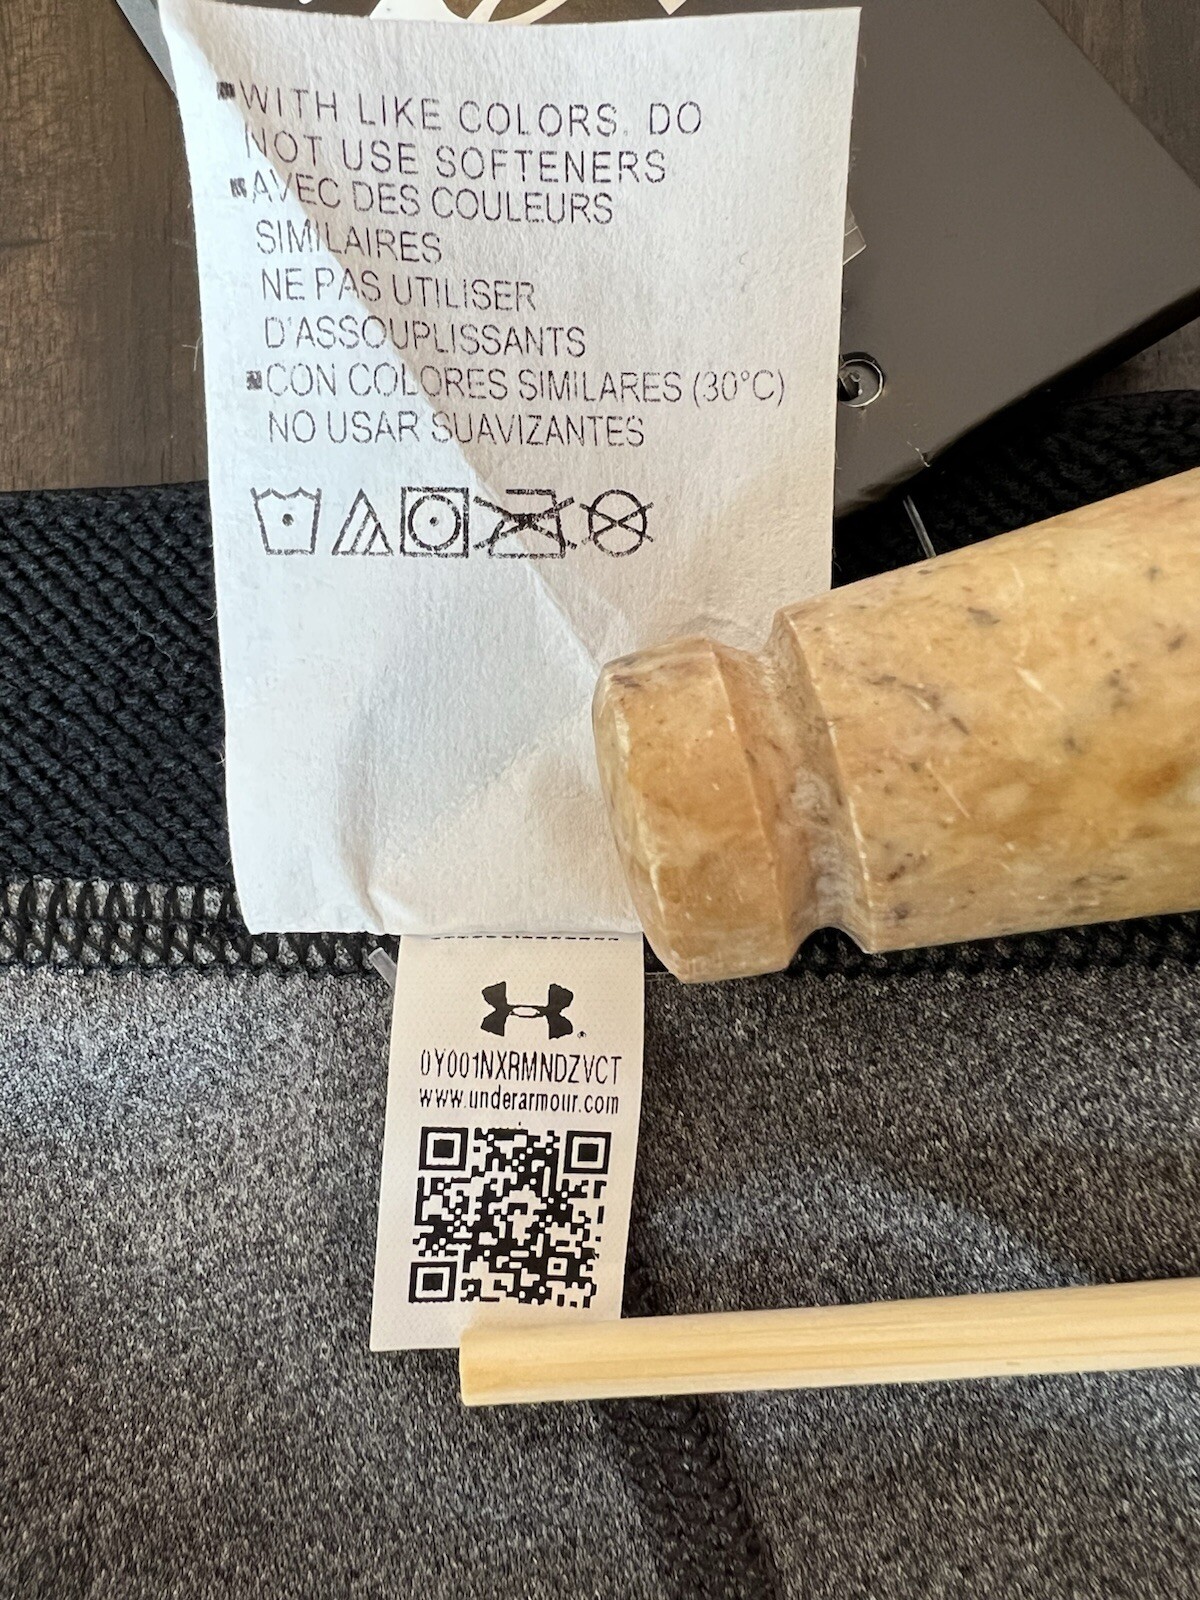 WITH LIKE COLORS. DO
NOT USE SOFTENERS
AVEC DES COULEURS
SIMILAIRES
NE PAS UTILISER
D'ASSOUPLISSANTS
CON COLORES SIMILARES (30°C)
NO USAR SUAVIZANTES
0Y001NXRMNDZVCT
www.underarmour.com